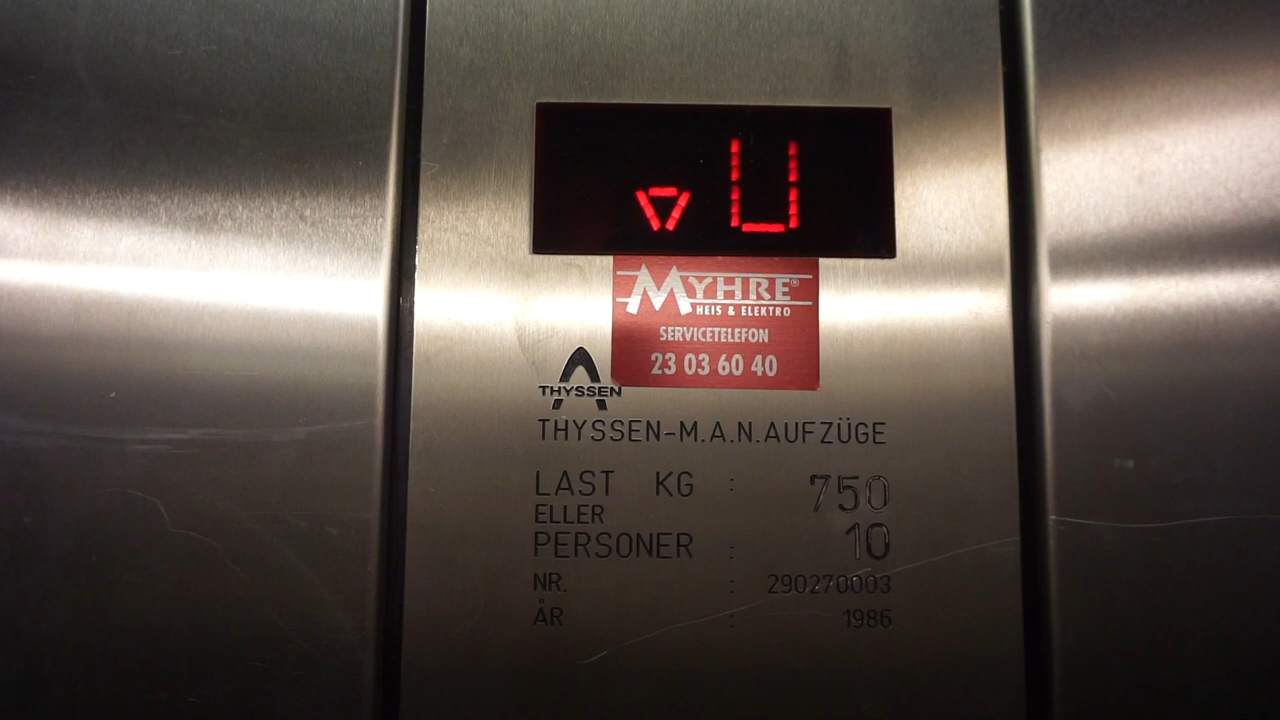 U
MYHRE®
HEIS & ELEKTRO
SERVICETELEFON
23 03 60 40
THYSSEN
THYSSEN-M.A.N.AUFZÜGE
LAST KG : 750
ELLER
PERSONER : 10
NR. : 290270003
ÅR : 1986